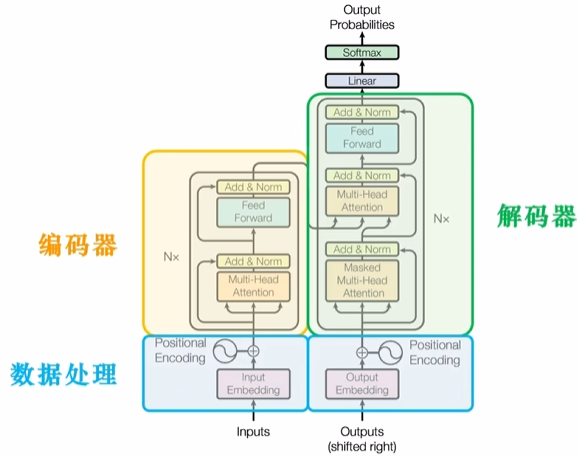 Output
Probabilities
Softmax
Linear
Add & Norm
Feed
Forward
Add & Norm
Multi-Head
Attention
Nx
Add & Norm
Masked
Multi-Head
Attention
解码器
Add & Norm
Feed
Forward
Nx
Add & Norm
Multi-Head
Attention
编码器
Positional
Encoding
Input
Embedding
Inputs
Positional
Encoding
Output
Embedding
Outputs
(shifted right)
数据处理